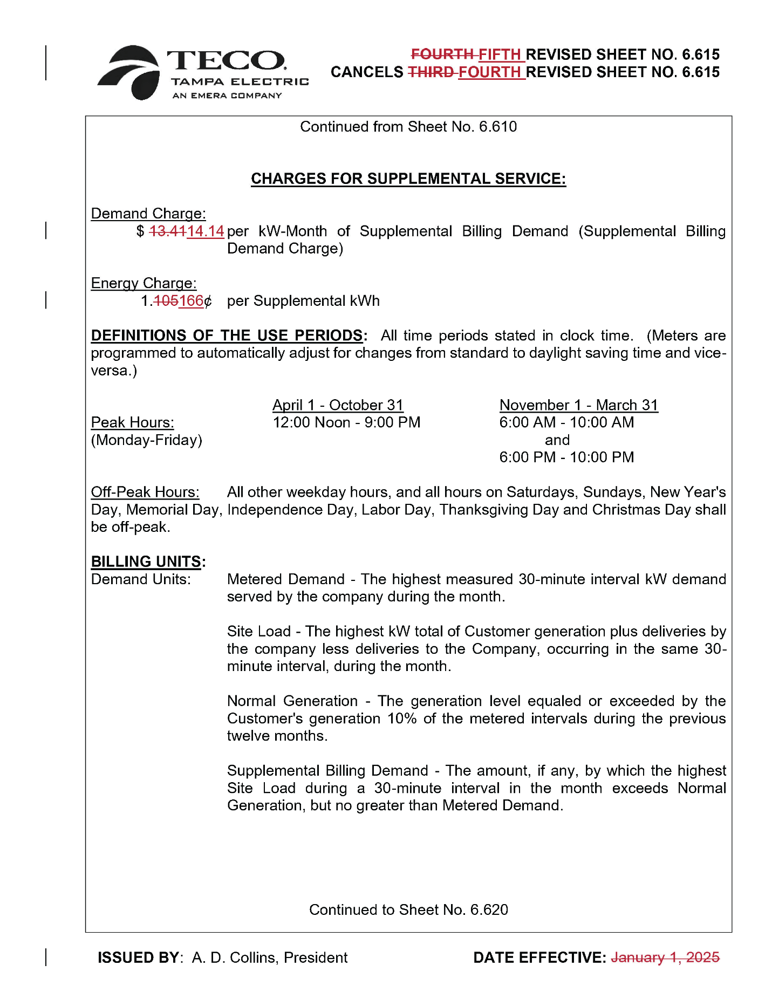 TECO.
TAMPA ELECTRIC
AN EMERA COMPANY
FOURTH FIFTH REVISED SHEET NO. 6.615
CANCELS THIRD FOURTH REVISED SHEET NO. 6.615
Continued from Sheet No. 6.610
CHARGES FOR SUPPLEMENTAL SERVICE:
Demand Charge:
$ 13.4114.14 per kW-Month of Supplemental Billing Demand (Supplemental Billing
Demand Charge)
Energy Charge:
1.105166¢ per Supplemental kWh
DEFINITIONS OF THE USE PERIODS: All time periods stated in clock time. (Meters are
programmed to automatically adjust for changes from standard to daylight saving time and vice-
versa.)
April 1 - October 31 November 1 - March 31
Peak Hours: 12:00 Noon - 9:00 PM 6:00 AM - 10:00 AM
(Monday-Friday) and
6:00 PM - 10:00 PM
Off-Peak Hours: All other weekday hours, and all hours on Saturdays, Sundays, New Year's
Day, Memorial Day, Independence Day, Labor Day, Thanksgiving Day and Christmas Day shall
be off-peak.
BILLING UNITS:
Demand Units: Metered Demand - The highest measured 30-minute interval kW demand
served by the company during the month.
Site Load - The highest kW total of Customer generation plus deliveries by
the company less deliveries to the Company, occurring in the same 30-
minute interval, during the month.
Normal Generation - The generation level equaled or exceeded by the
Customer's generation 10% of the metered intervals during the previous
twelve months.
Supplemental Billing Demand - The amount, if any, by which the highest
Site Load during a 30-minute interval in the month exceeds Normal
Generation, but no greater than Metered Demand.
Continued to Sheet No. 6.620
ISSUED BY: A. D. Collins, President DATE EFFECTIVE: January 1, 2025